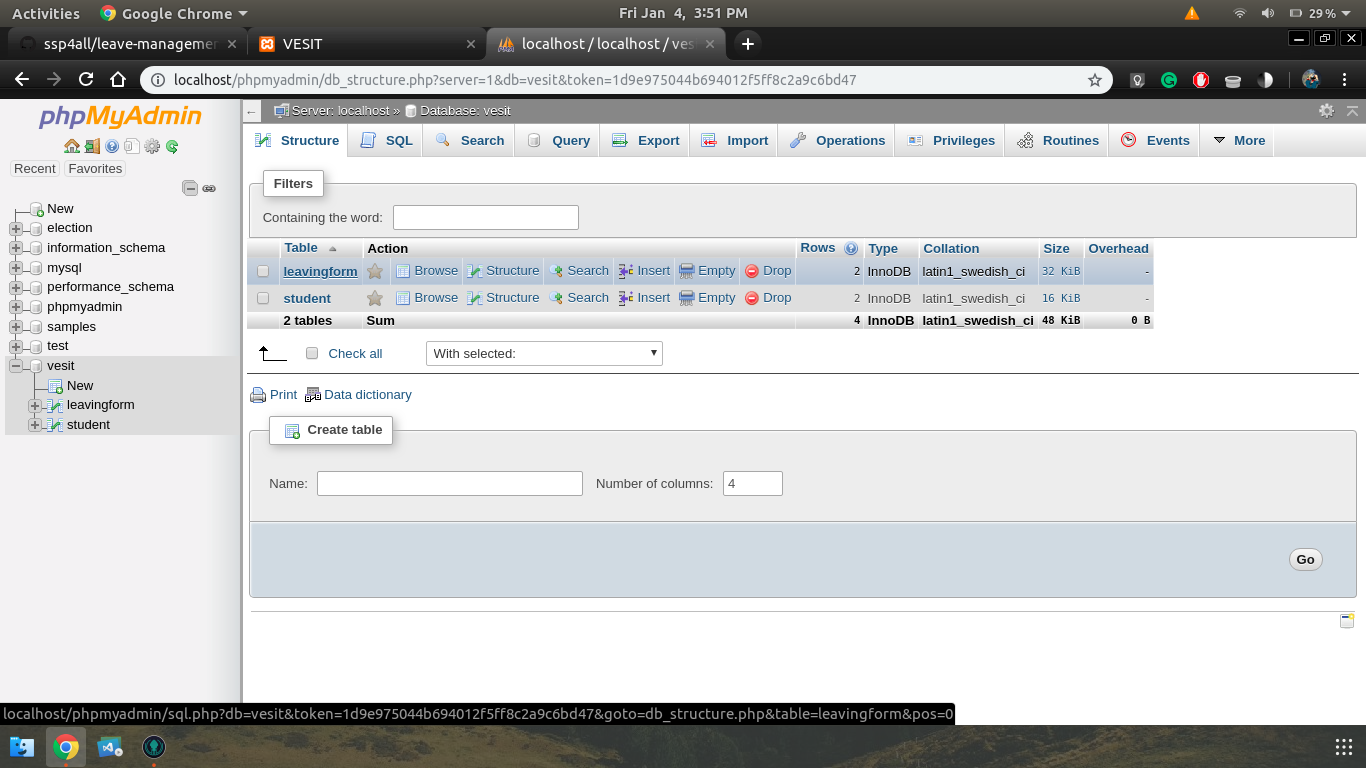 Activities Google Chrome Fri Jan 4, 3:51 PM 29 %
ssp4all/leave-managemen VESIT localhost / localhost / vesi
localhost/phpmyadmin/db_structure.php?server=1&db=vesit&token=1d9e975044b694012f5ff8c2a9c6bd47
phpMyAdmin
Recent Favorites
New
election
information_schema
mysql
performance_schema
phpmyadmin
samples
test
vesit
New
leavingform
student
Server: localhost » Database: vesit
Structure SQL Search Query Export Import Operations Privileges Routines Events More
Filters
Containing the word:
Table Action Rows Type Collation Size Overhead
leavingform Browse Structure Search Insert Empty Drop 2 InnoDB latin1_swedish_ci 32 KiB -
student Browse Structure Search Insert Empty Drop 2 InnoDB latin1_swedish_ci 16 KiB -
2 tables Sum 4 InnoDB latin1_swedish_ci 48 KiB 0 B
Check all With selected:
Print Data dictionary
Create table
Name: Number of columns: 4
Go
localhost/phpmyadmin/sql.php?db=vesit&token=1d9e975044b694012f5ff8c2a9c6bd47&goto=db_structure.php&table=leavingform&pos=0